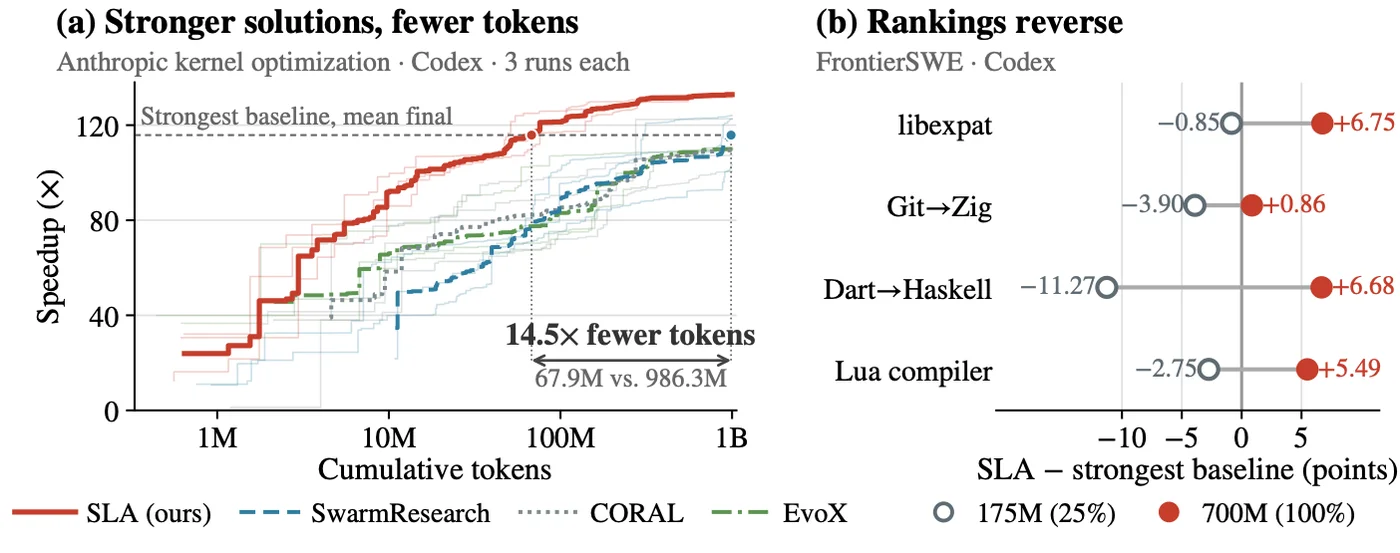 (a) Stronger solutions, fewer tokens
Anthropic kernel optimization · Codex · 3 runs each
Strongest baseline, mean final
120
80
40
0
Speedup (×)
14.5× fewer tokens
67.9M vs. 986.3M
1M 10M 100M 1B
Cumulative tokens
(b) Rankings reverse
FrontierSWE · Codex
libexpat −0.85 +6.75
Git→Zig −3.90 +0.86
Dart→Haskell −11.27 +6.68
Lua compiler −2.75 +5.49
−10 −5 0 5
SLA − strongest baseline (points)
SLA (ours) SwarmResearch CORAL EvoX 175M (25%) 700M (100%)